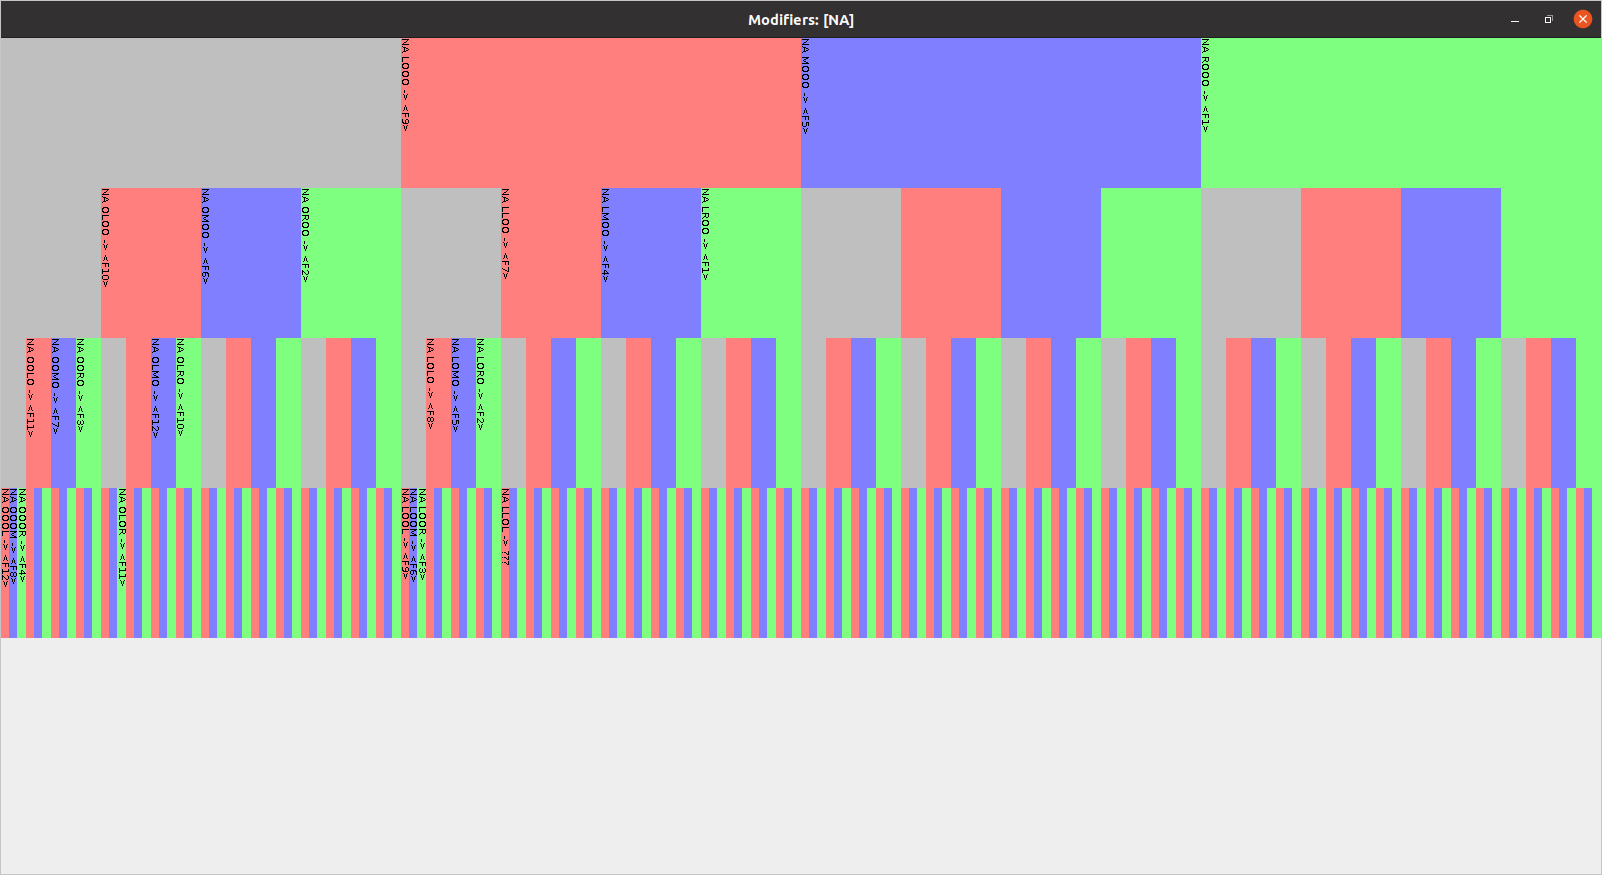 Modifiers: [NA]
NA LOOO -> <F9>
NA MOOO -> <F5>
NA ROOO -> <F1>
NA OLOO -> <F10>
NA OMOO -> <F6>
NA OROO -> <F2>
NA LLOO -> <F7>
NA LMOO -> <F4>
NA LROO -> <F1>
NA OOLO -> <F11>
NA OOMO -> <F7>
NA OORO -> <F3>
NA OLMO -> <F12>
NA OLRO -> <F10>
NA LOLO -> <F8>
NA LOMO -> <F5>
NA LORO -> <F2>
NA OOOL -> <F12>
NA OOOM -> <F8>
NA OOOR -> <F4>
NA OLOR -> <F11>
NA LOOL -> <F9>
NA LOOM -> <F6>
NA LOOR -> <F3>
NA LLOL -> ???